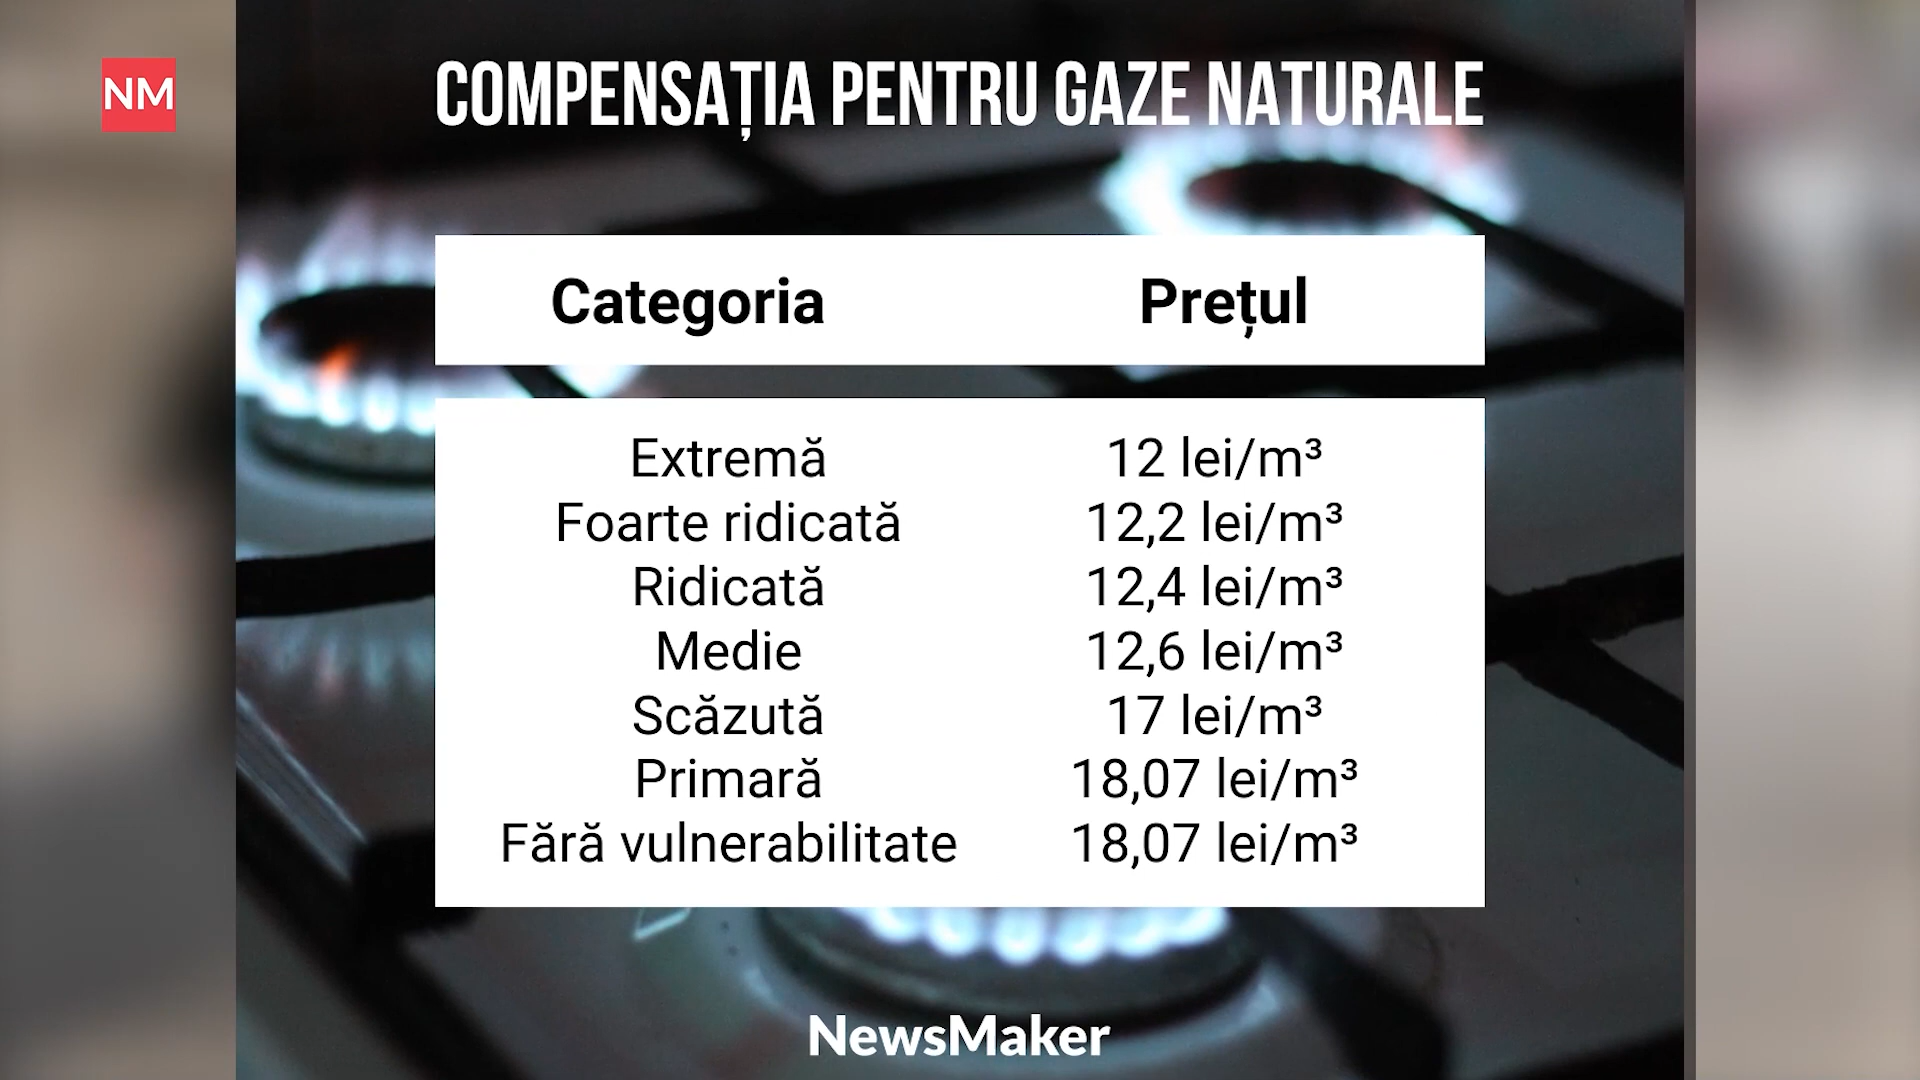 NM
COMPENSAȚIA PENTRU GAZE NATURALE
Categoria Prețul
Extremă 12 lei/m³
Foarte ridicată 12,2 lei/m³
Ridicată 12,4 lei/m³
Medie 12,6 lei/m³
Scăzută 17 lei/m³
Primară 18,07 lei/m³
Fără vulnerabilitate 18,07 lei/m³
NewsMaker